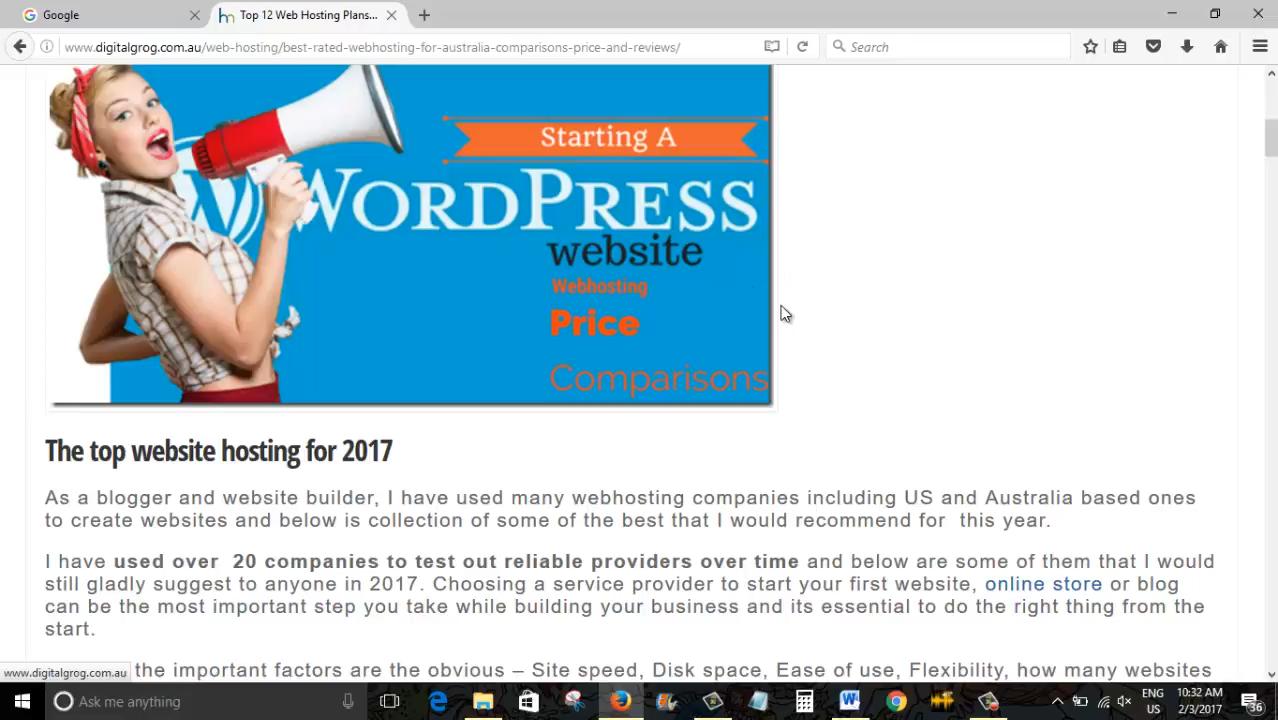 Google
Top 12 Web Hosting Plans...
www.digitalgrog.com.au/web-hosting/best-rated-webhosting-for-australia-comparisons-price-and-reviews/
Search
Starting A
WORDPRESS
website
Webhosting
Price
Comparisons
The top website hosting for 2017
As a blogger and website builder, I have used many webhosting companies including US and Australia based ones
to create websites and below is collection of some of the best that I would recommend for this year.
I have used over 20 companies to test out reliable providers over time and below are some of them that I would
still gladly suggest to anyone in 2017. Choosing a service provider to start your first website, online store or blog
can be the most important step you take while building your business and its essential to do the right thing from the
start.
www.digitalgrog.com.au
the important factors are the obvious – Site speed, Disk space, Ease of use, Flexibility, how many websites
Ask me anything
ENG
US
10:32 AM
2/3/2017
36